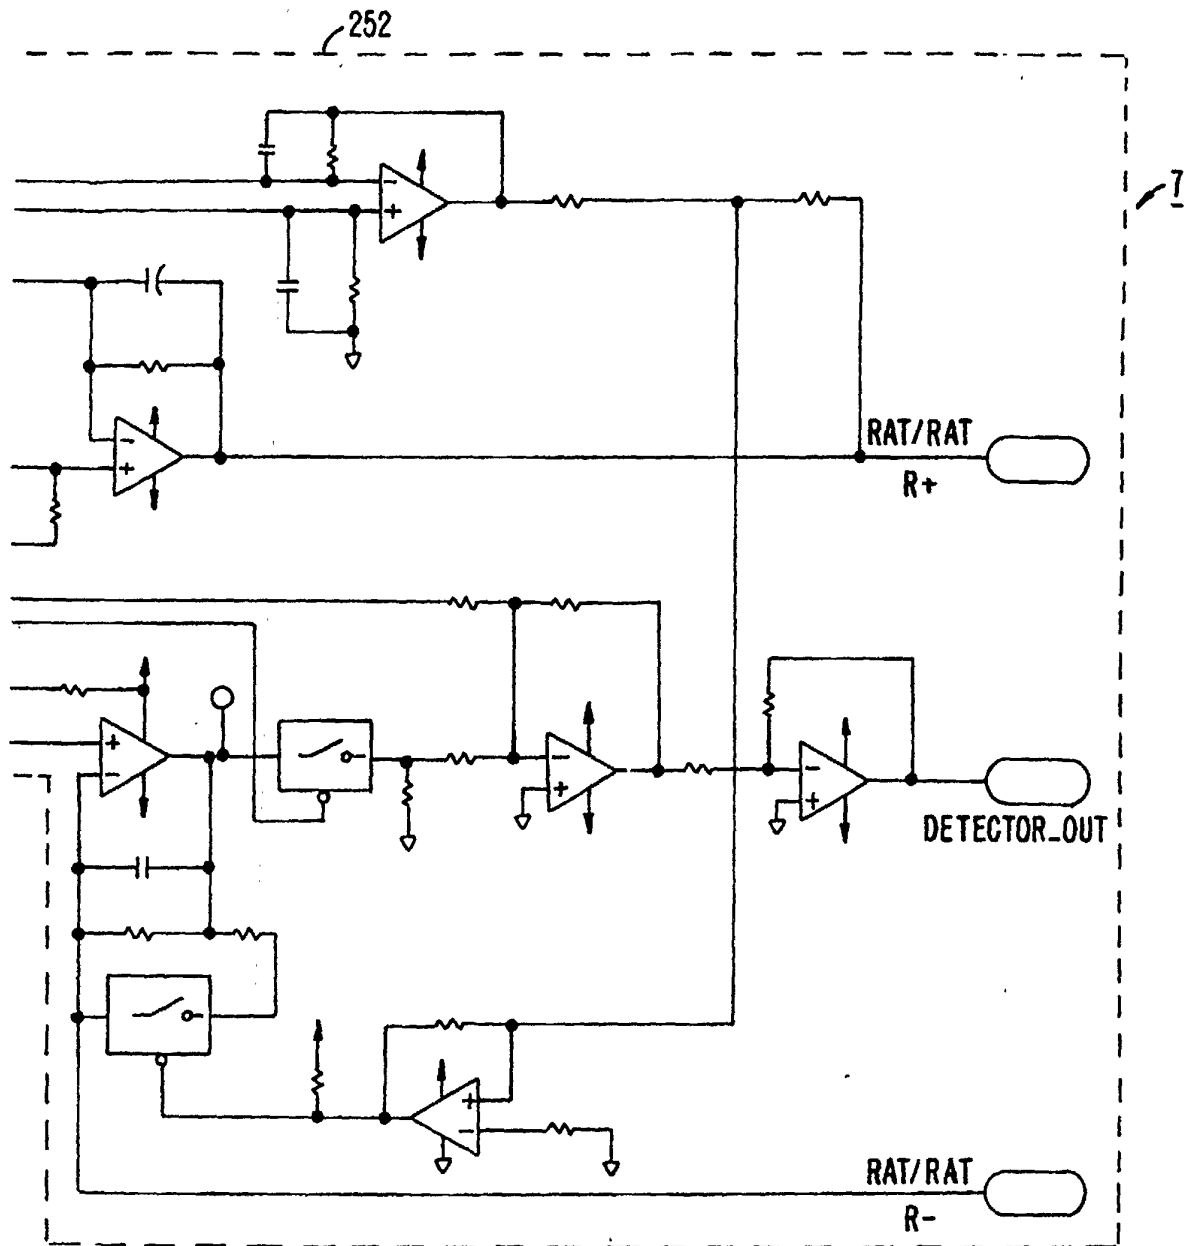 252
7
-
+
-
+
RAT/RAT
R+
+
-
-
+
-
+
DETECTOR_OUT
+
-
RAT/RAT
R-